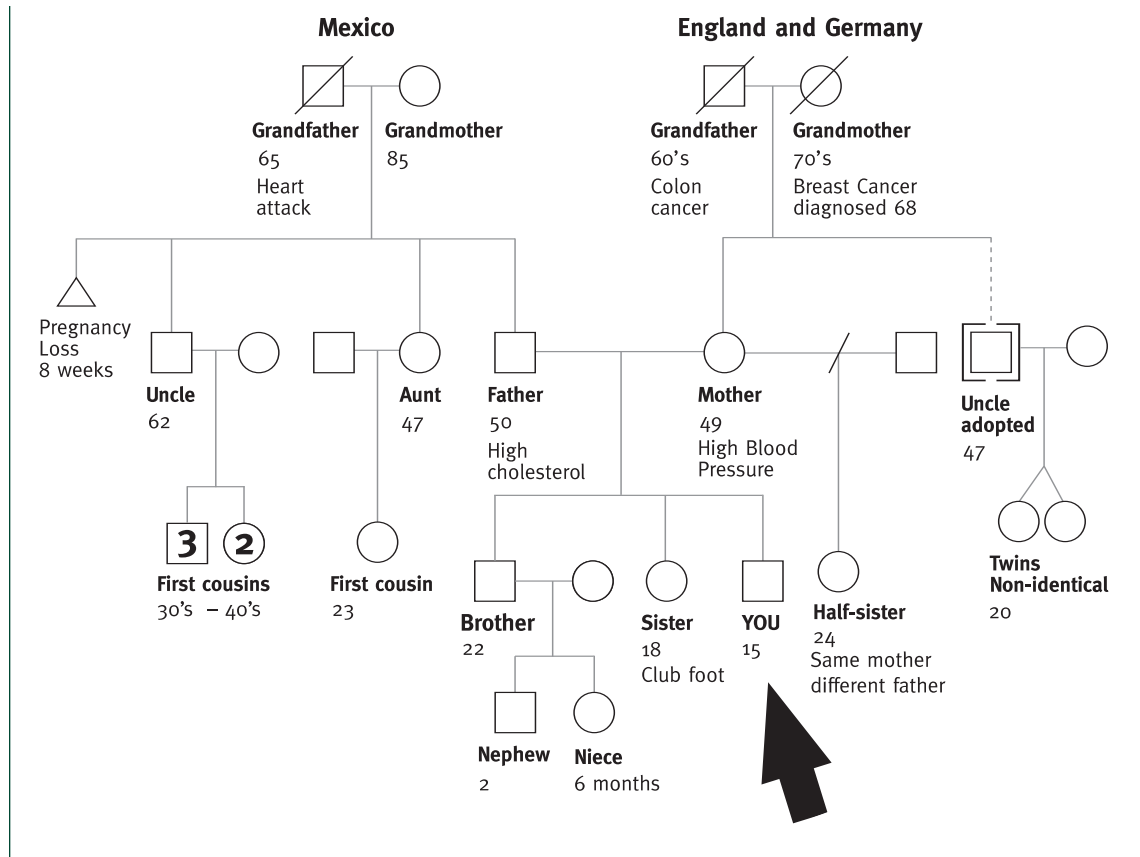 Mexico
England and Germany
Grandfather
65
Heart
attack
Grandmother
85
Grandfather
60's
Colon
cancer
Grandmother
70's
Breast Cancer
diagnosed 68
Pregnancy
Loss
8 weeks
Uncle
62
Aunt
47
Father
50
High
cholesterol
Mother
49
High Blood
Pressure
Uncle
adopted
47
3
2
First cousins
30's – 40's
First cousin
23
Brother
22
Sister
18
Club foot
YOU
15
Half-sister
24
Same mother
different father
Twins
Non-identical
20
Nephew
2
Niece
6 months